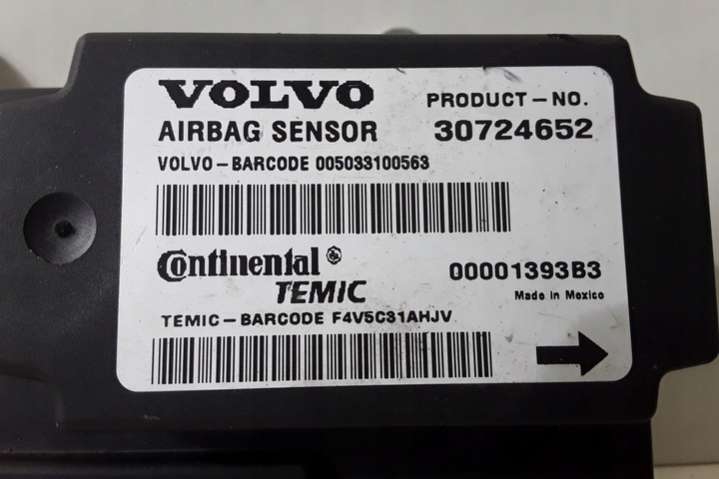 VOLVO
PRODUCT-NO.
AIRBAG SENSOR 30724652
VOLVO-BARCODE 005033100563
Continental®
TEMIC
00001393B3
Made in Mexico
TEMIC-BARCODE F4V5C31AHJV